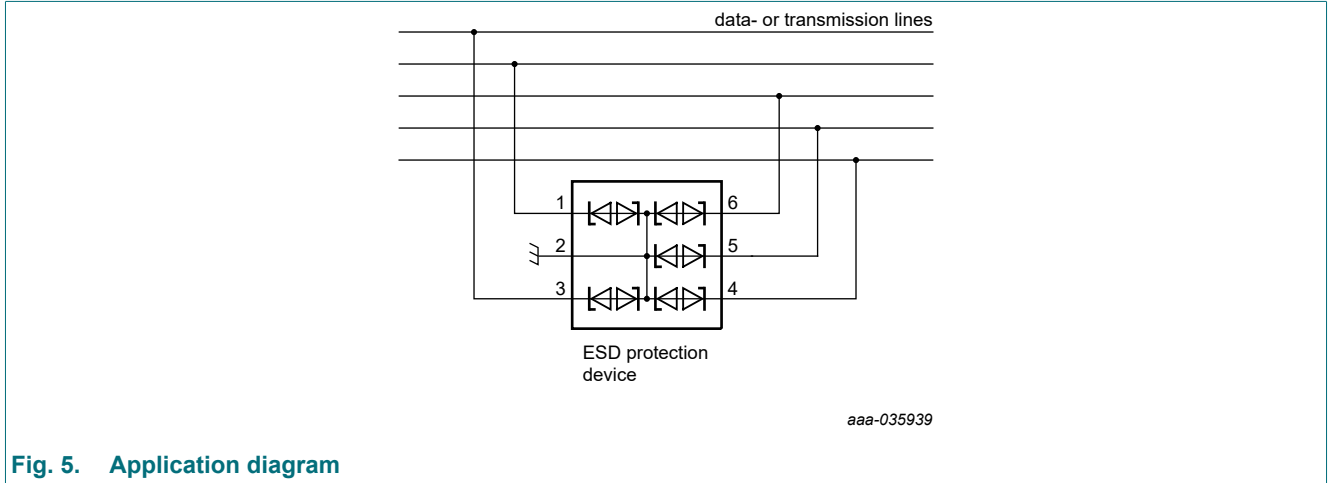 data- or transmission lines
1
6
2
5
3
4
ESD protection
device
aaa-035939
Fig. 5. Application diagram